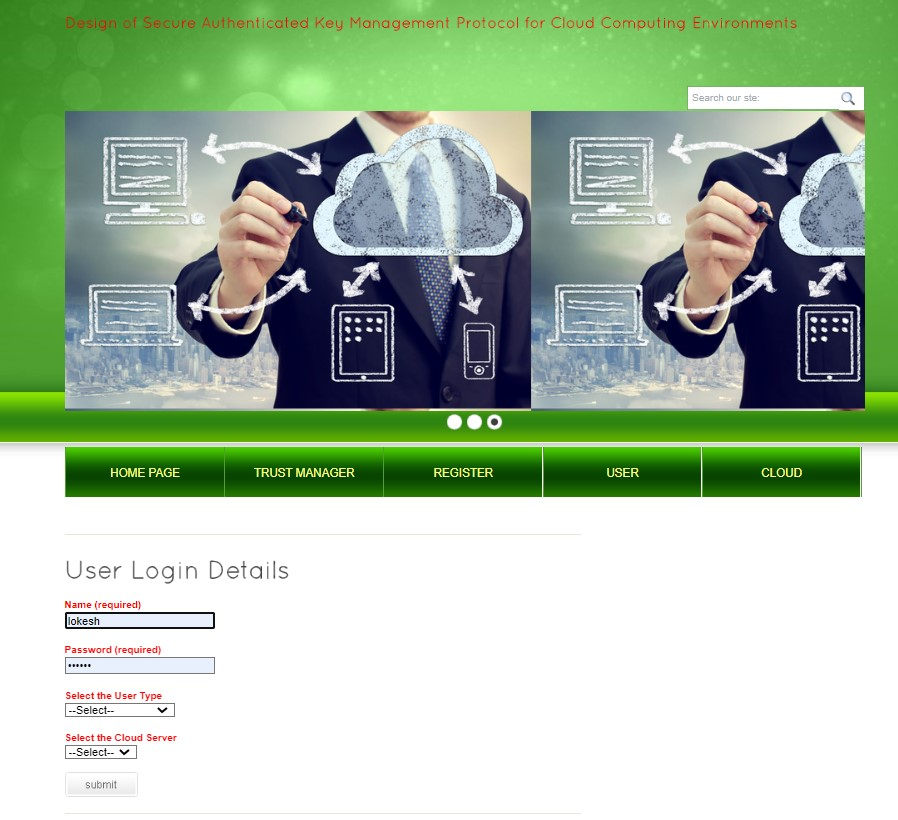 Design of Secure Authenticated Key Management Protocol for Cloud Computing Environments
Search our ste:
HOME PAGE TRUST MANAGER REGISTER USER CLOUD
User Login Details
Name (required)
lokesh
Password (required)
••••••
Select the User Type
--Select--
Select the Cloud Server
--Select--
submit